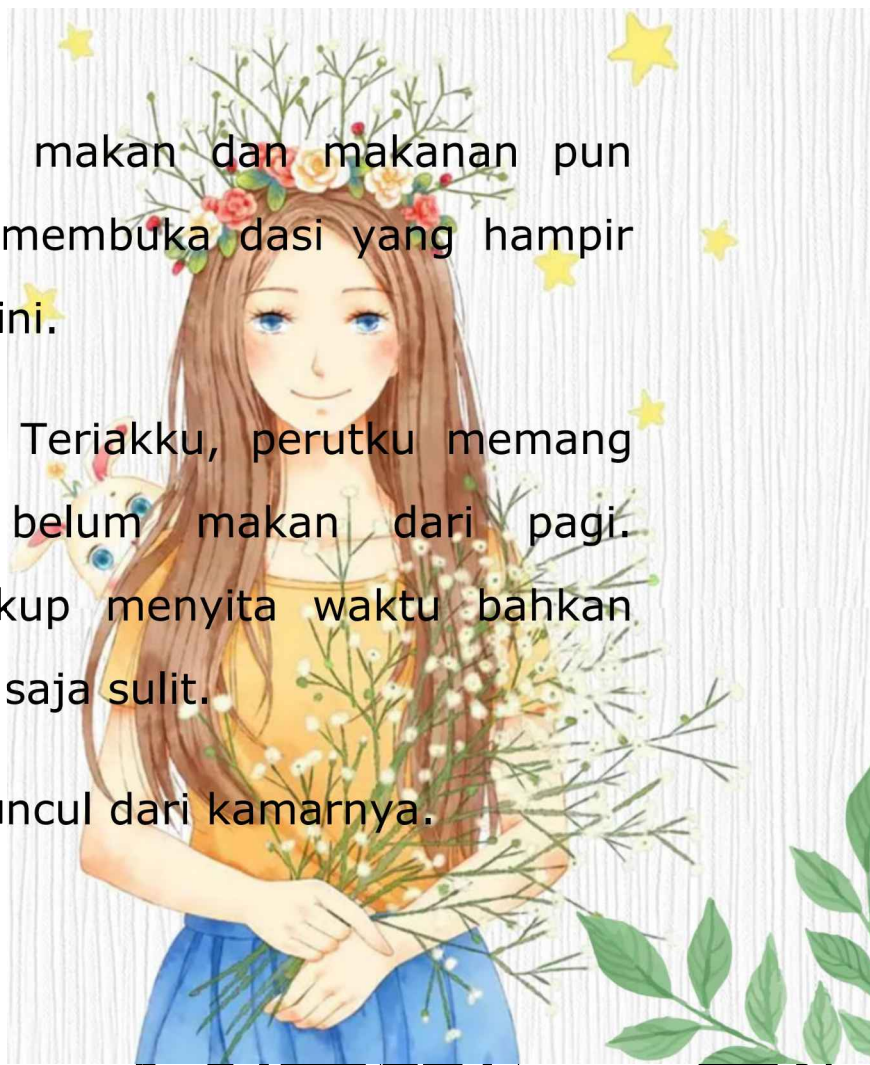 makan dan makanan pun
membuka dasi yang hampir
ini.
Teriakku, perutku memang
belum makan dari pagi.
kup menyita waktu bahkan
saja sulit.
uncul dari kamarnya.